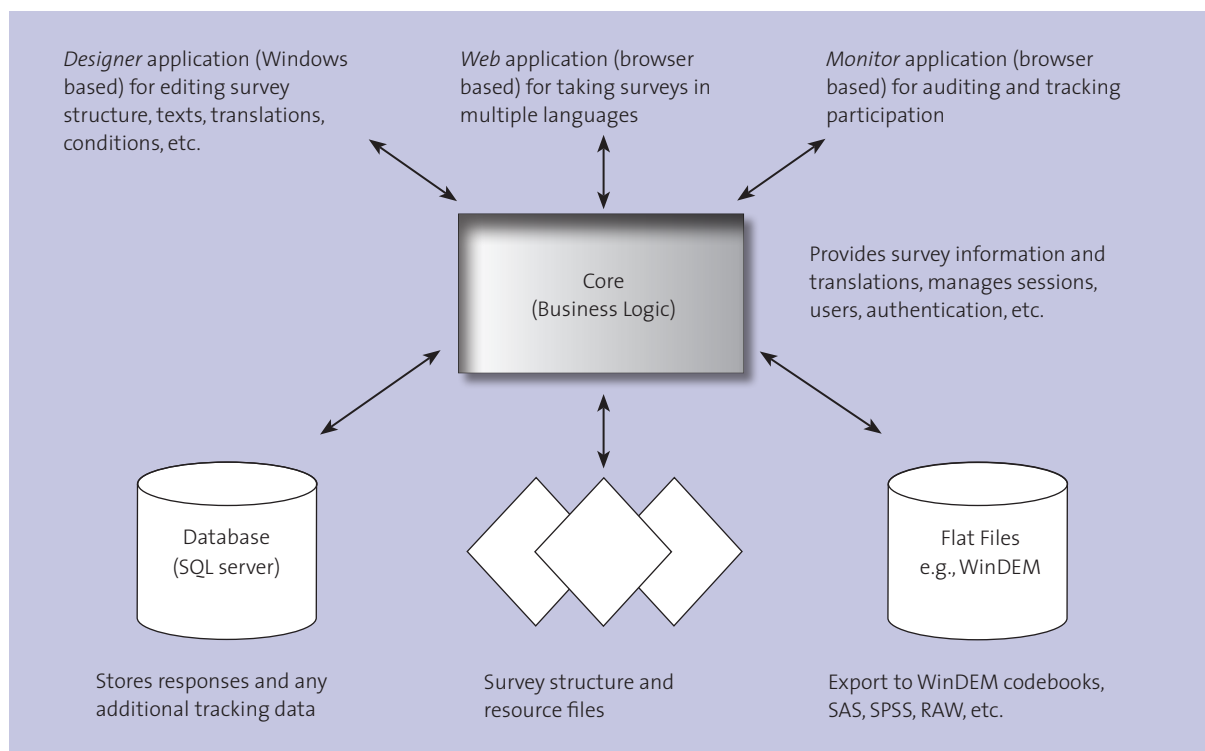 Designer application (Windows
based) for editing survey
structure, texts, translations,
conditions, etc.
Web application (browser
based) for taking surveys in
multiple languages
Monitor application (browser
based) for auditing and tracking
participation
Core
(Business Logic)
Provides survey information and
translations, manages sessions,
users, authentication, etc.
Database
(SQL server)
Flat Files
e.g., WinDEM
Stores responses and any
additional tracking data
Survey structure and
resource files
Export to WinDEM codebooks,
SAS, SPSS, RAW, etc.